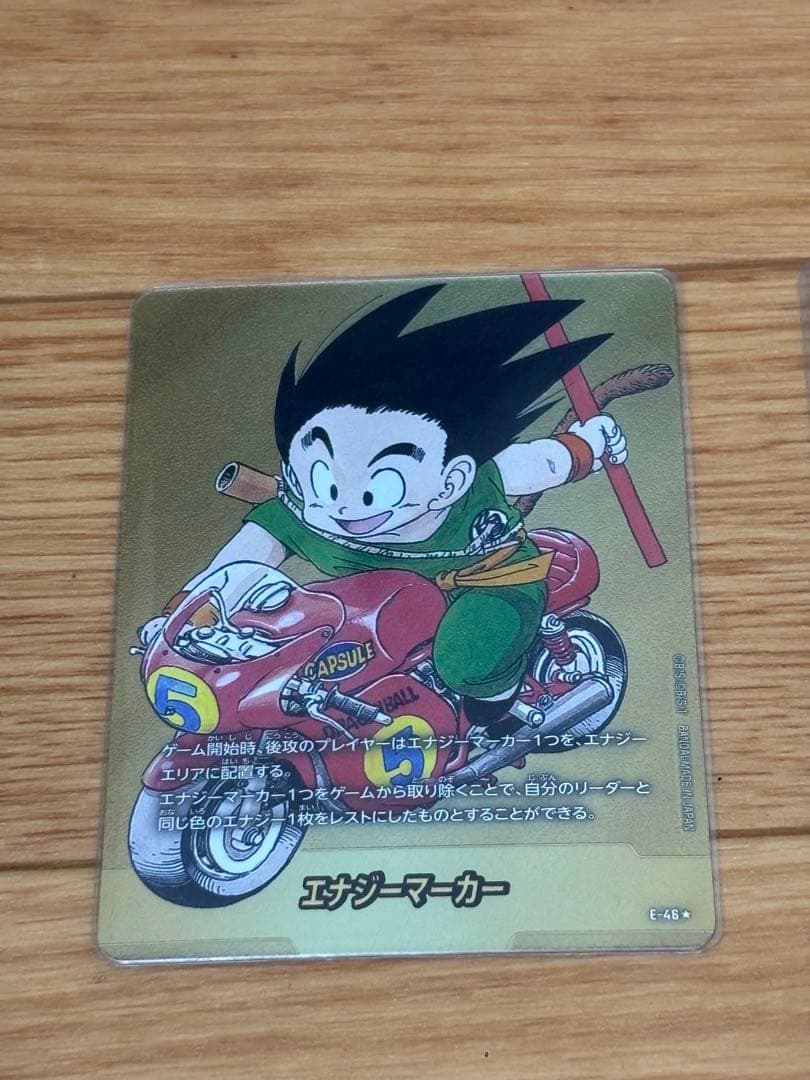 CAPSULE
DRAGONBALL
5
5
ゲーム開始時、後攻のプレイヤーはエナジーマーカー1つを、エナジー
エリアに配置する。
エナジーマーカー1つをゲームから取り除くことで、自分のリーダーと
同じ色のエナジー1枚をレストにしたものとすることができる。
エナジーマーカー
E-46★
BANDAI MADE IN JAPAN